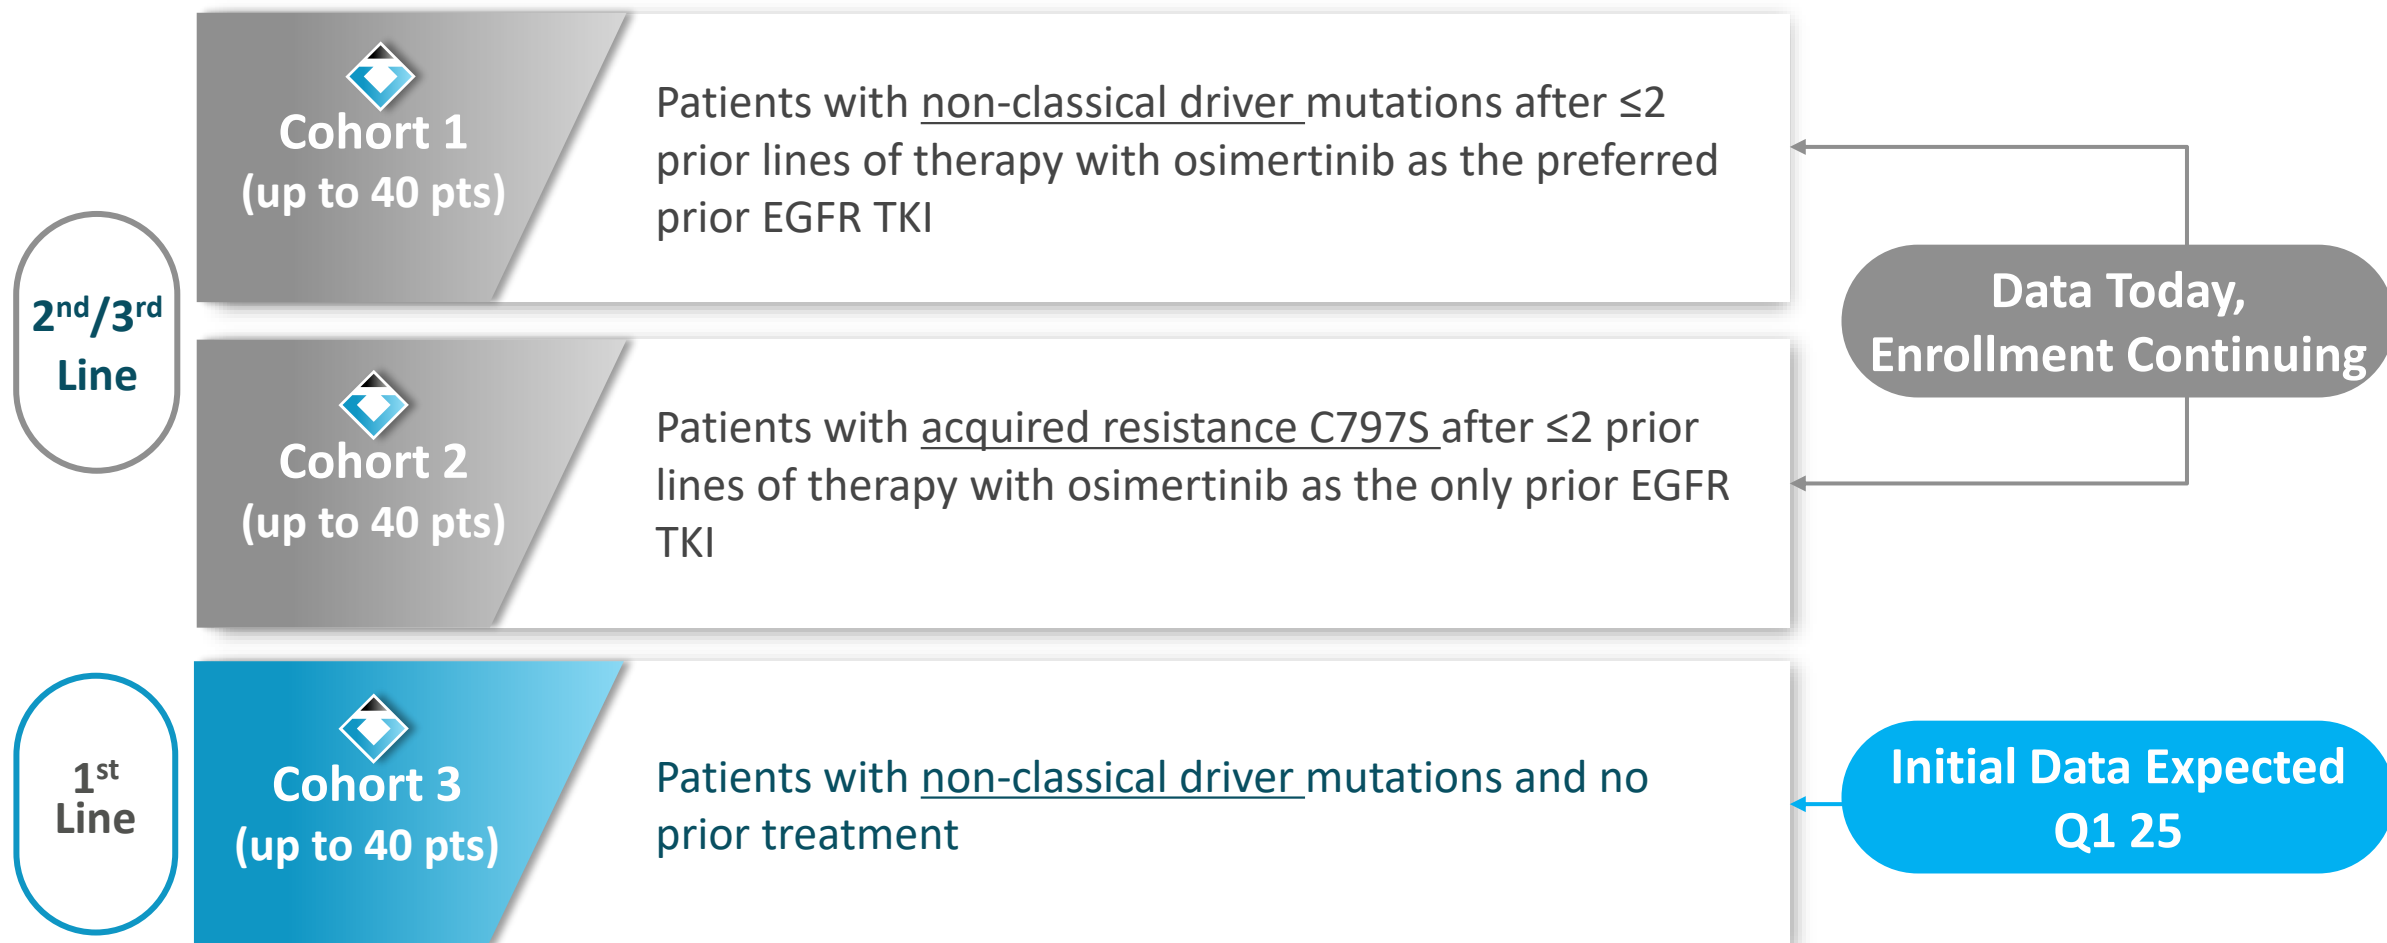 2nd/3rd
Line
Cohort 1
(up to 40 pts)
Patients with non-classical driver mutations after ≤2
prior lines of therapy with osimertinib as the preferred
prior EGFR TKI
Cohort 2
(up to 40 pts)
Patients with acquired resistance C797S after ≤2 prior
lines of therapy with osimertinib as the only prior EGFR
TKI
Data Today,
Enrollment Continuing
1st
Line
Cohort 3
(up to 40 pts)
Patients with non-classical driver mutations and no
prior treatment
Initial Data Expected
Q1 25